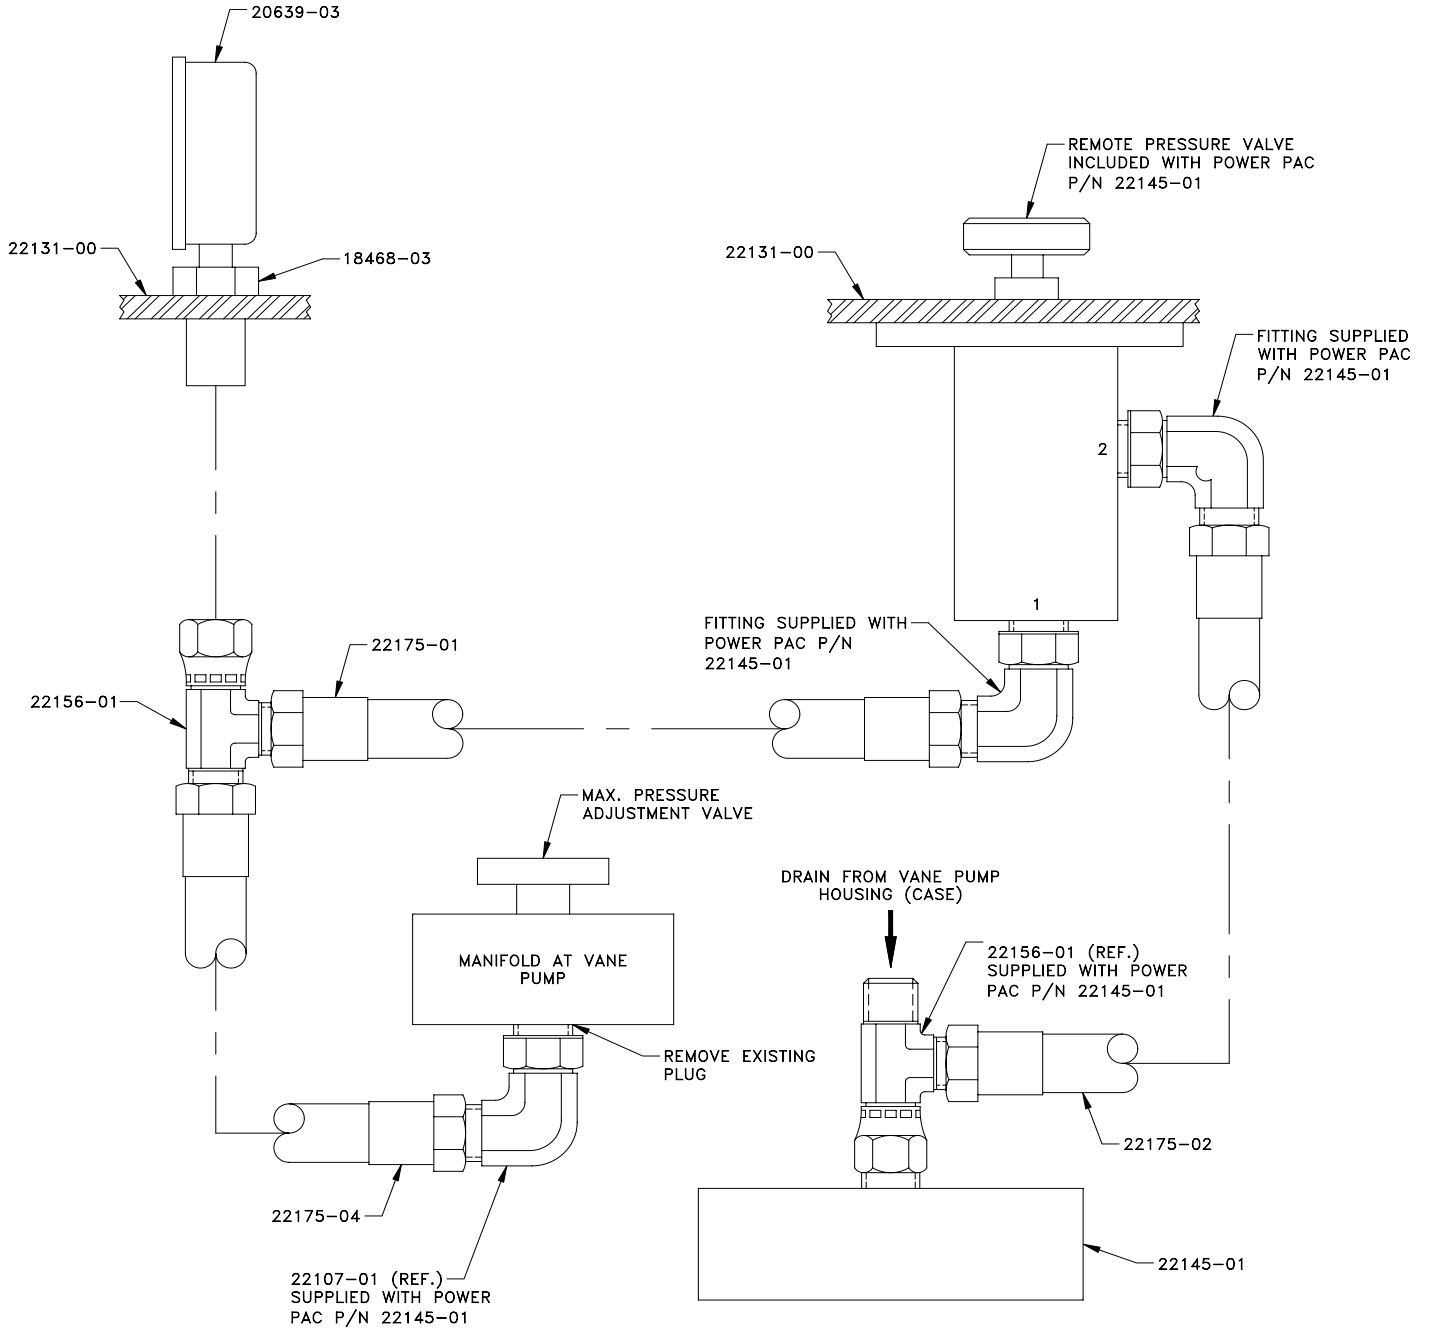 20639-03
REMOTE PRESSURE VALVE
INCLUDED WITH POWER PAC
P/N 22145-01
22131-00
18468-03
22131-00
FITTING SUPPLIED
WITH POWER PAC
P/N 22145-01
2
1
FITTING SUPPLIED WITH
POWER PAC P/N
22145-01
22175-01
22156-01
MAX. PRESSURE
ADJUSTMENT VALVE
DRAIN FROM VANE PUMP
HOUSING (CASE)
MANIFOLD AT VANE
PUMP
22156-01 (REF.)
SUPPLIED WITH POWER
PAC P/N 22145-01
REMOVE EXISTING
PLUG
22175-02
22175-04
22145-01
22107-01 (REF.)
SUPPLIED WITH POWER
PAC P/N 22145-01